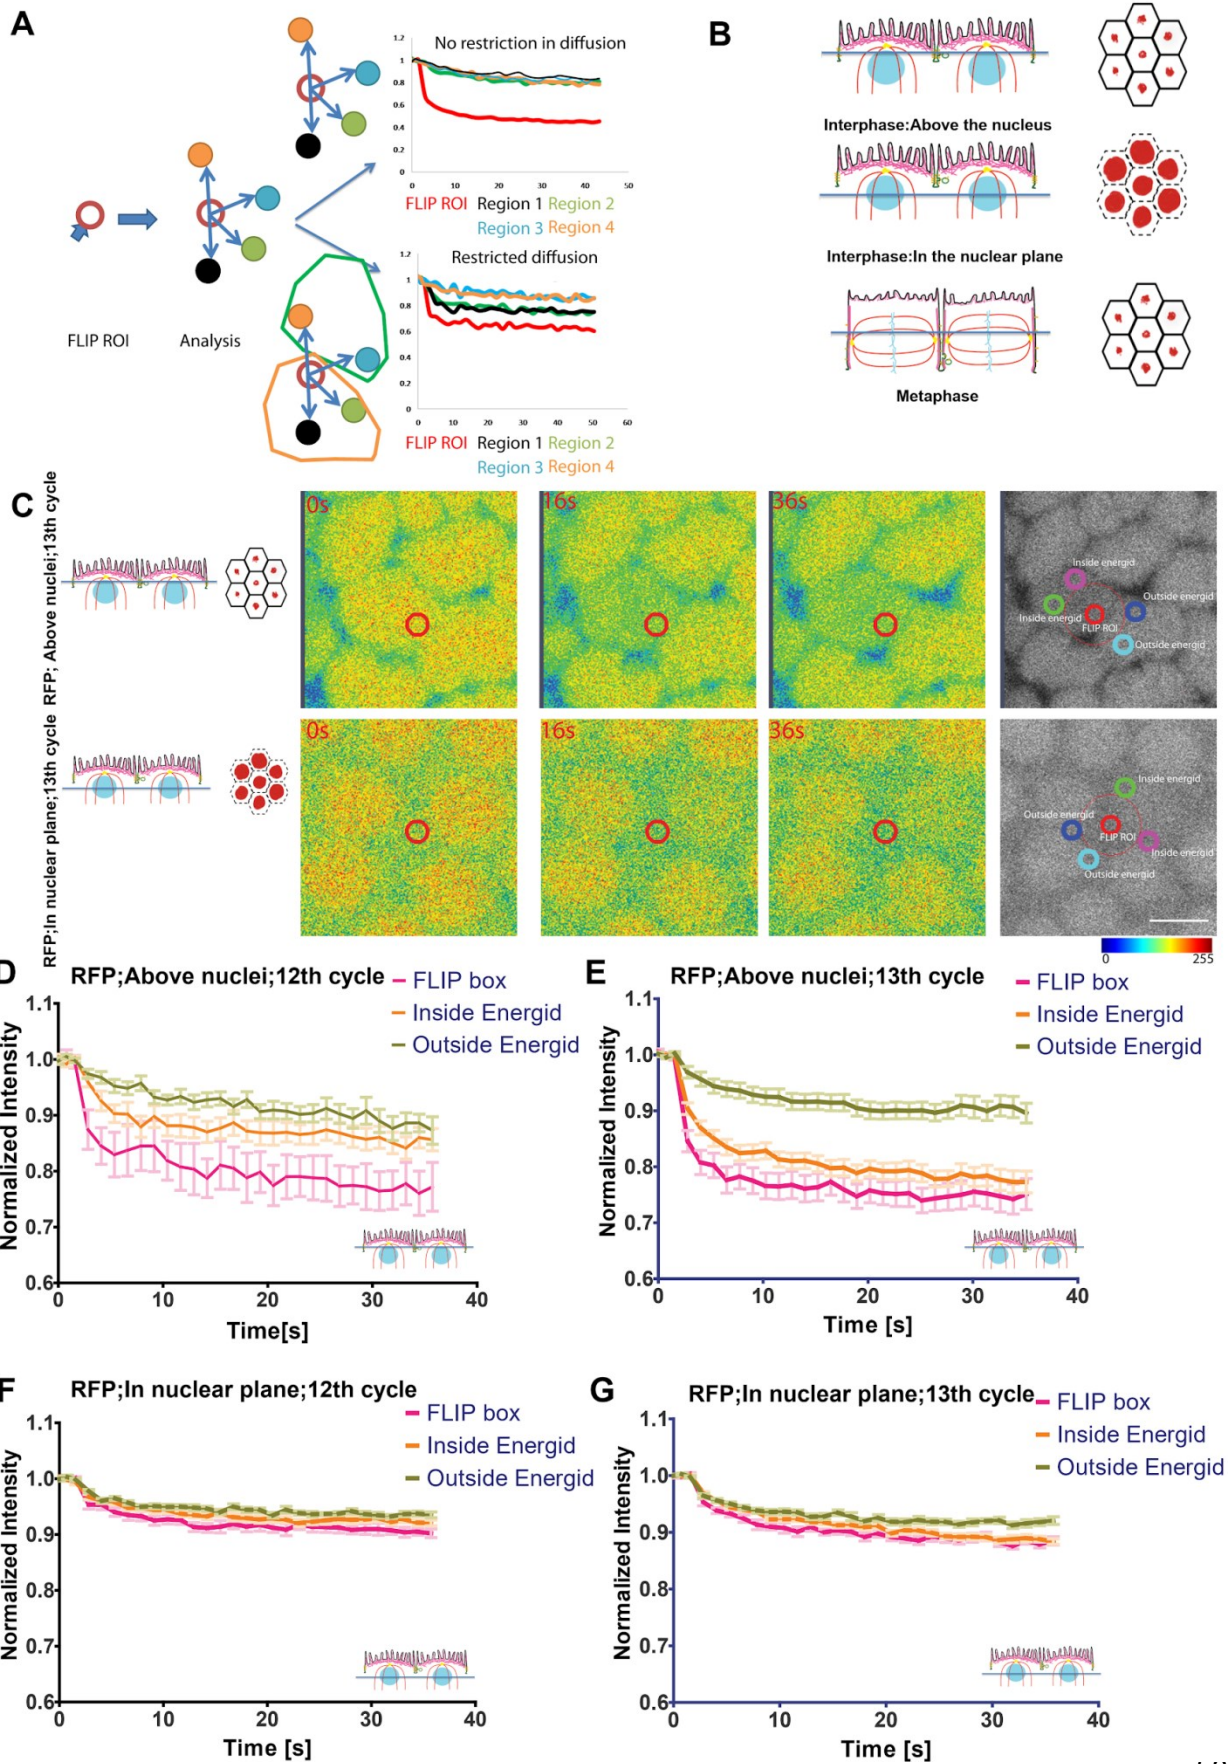 A
No restriction in diffusion
1.2
1
0.8
0.6
0.4
0.2
0
0 10 20 30 40 50
FLIP ROI Region 1 Region 2
Region 3 Region 4
FLIP ROI
Analysis
1.2
Restricted diffusion
1
0.8
0.6
0.4
0.2
0
0 10 20 30 40 50 60
FLIP ROI Region 1 Region 2
Region 3 Region 4
B
Interphase:Above the nucleus
Interphase:In the nuclear plane
Metaphase
C
RFP; Above nuclei;13th cycle
0s
16s
36s
Inside energid
Outside energid
Inside energid
FLIP ROI
Outside energid
RFP;In nuclear plane;13th cycle
0s
16s
36s
Inside energid
Outside energid
FLIP ROI
Inside energid
Outside energid
0 255
D
RFP;Above nuclei;12th cycle
FLIP box
Inside Energid
Outside Energid
Normalized Intensity
1.1
1.0
0.9
0.8
0.7
0.6
0 10 20 30 40
Time[s]
E
RFP;Above nuclei;13th cycle
FLIP box
Inside Energid
Outside Energid
Normalized Intensity
1.1
1.0
0.9
0.8
0.7
0.6
0 10 20 30 40
Time [s]
F
RFP;In nuclear plane;12th cycle
FLIP box
Inside Energid
Outside Energid
Normalized Intensity
1.1
1.0
0.9
0.8
0.7
0.6
0 10 20 30 40
Time [s]
G
RFP;In nuclear plane;13th cycle
FLIP box
Inside Energid
Outside Energid
Normalized Intensity
1.1
1.0
0.9
0.8
0.7
0.6
0 10 20 30 40
Time [s]